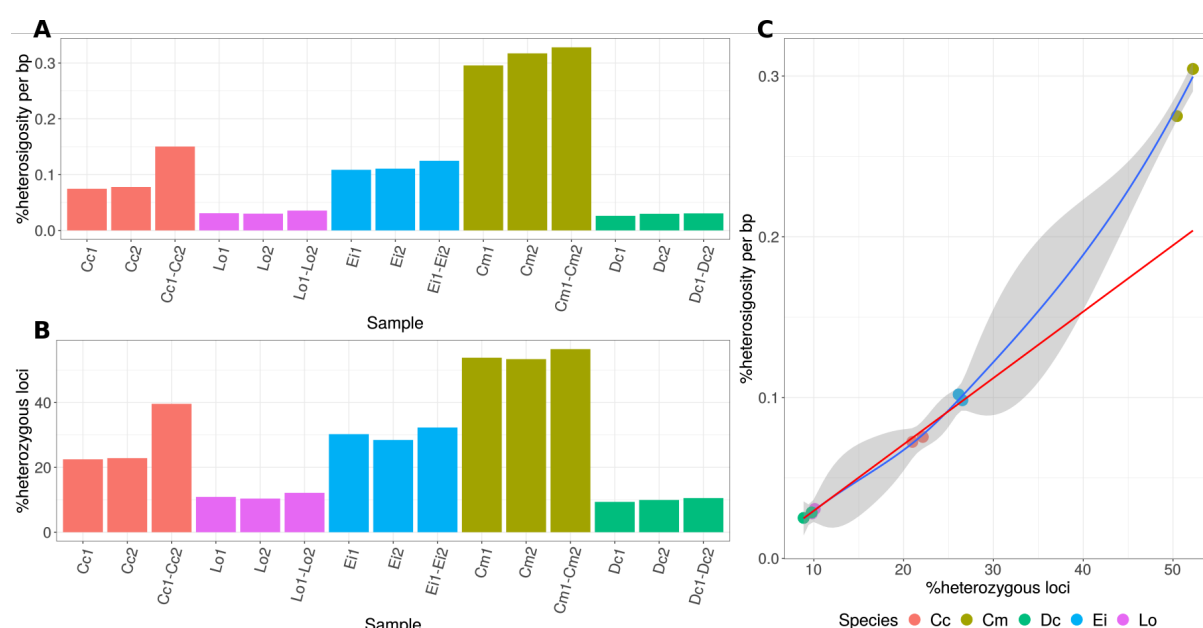 A
%heterosigosity per bp
0.3
0.2
0.1
0.0
Cc1
Cc2
Cc1-Cc2
Lo1
Lo2
Lo1-Lo2
Ei1
Ei2
Ei1-Ei2
Cm1
Cm2
Cm1-Cm2
Dc1
Dc2
Dc1-Dc2
Sample
B
%heterozygous loci
40
20
0
Cc1
Cc2
Cc1-Cc2
Lo1
Lo2
Lo1-Lo2
Ei1
Ei2
Ei1-Ei2
Cm1
Cm2
Cm1-Cm2
Dc1
Dc2
Dc1-Dc2
Sample
C
%heterosigosity per bp
0.3
0.2
0.1
0.0
10 20 30 40 50
%heterozygous loci
Species Cc Cm Dc Ei Lo